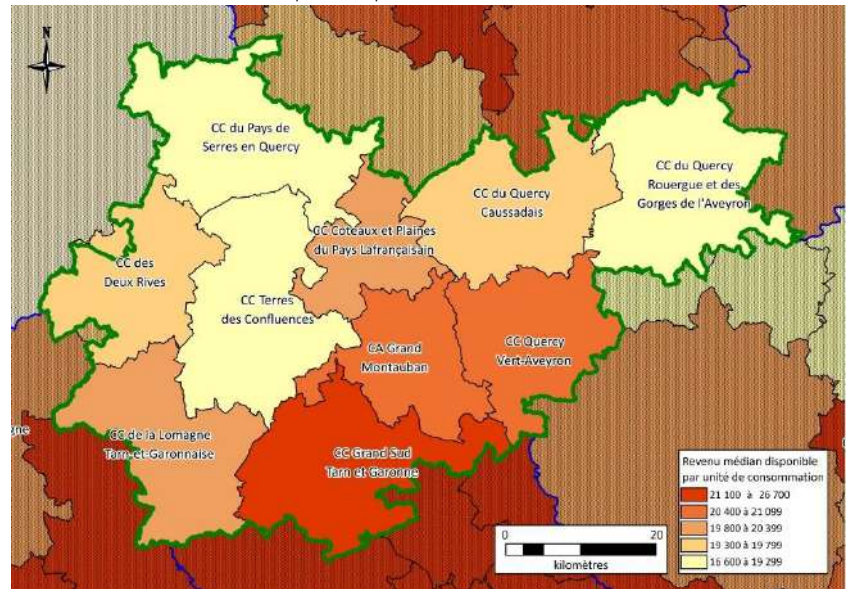 N
CC du Pays de
Serres en Quercy
CC du Quercy
Rouergue et des
Gorges de l'Aveyron
CC du Quercy
Caussadais
CC Coteaux et Plaines
du Pays Lafrançaisain
CC des
Deux Rives
CC Terres
des Confluences
CA Grand
Montauban
CC Quercy
Vert-Aveyron
CC de la Lomagne
Tarn-et-Garonnaise
CC Grand Sud
Tarn et Garonne
gne
Revenu médian disponible
par unité de consommation
21 100 à 26 700
20 400 à 21 099
19 800 à 20 399
19 300 à 19 799
16 600 à 19 299
0 20
kilomètres